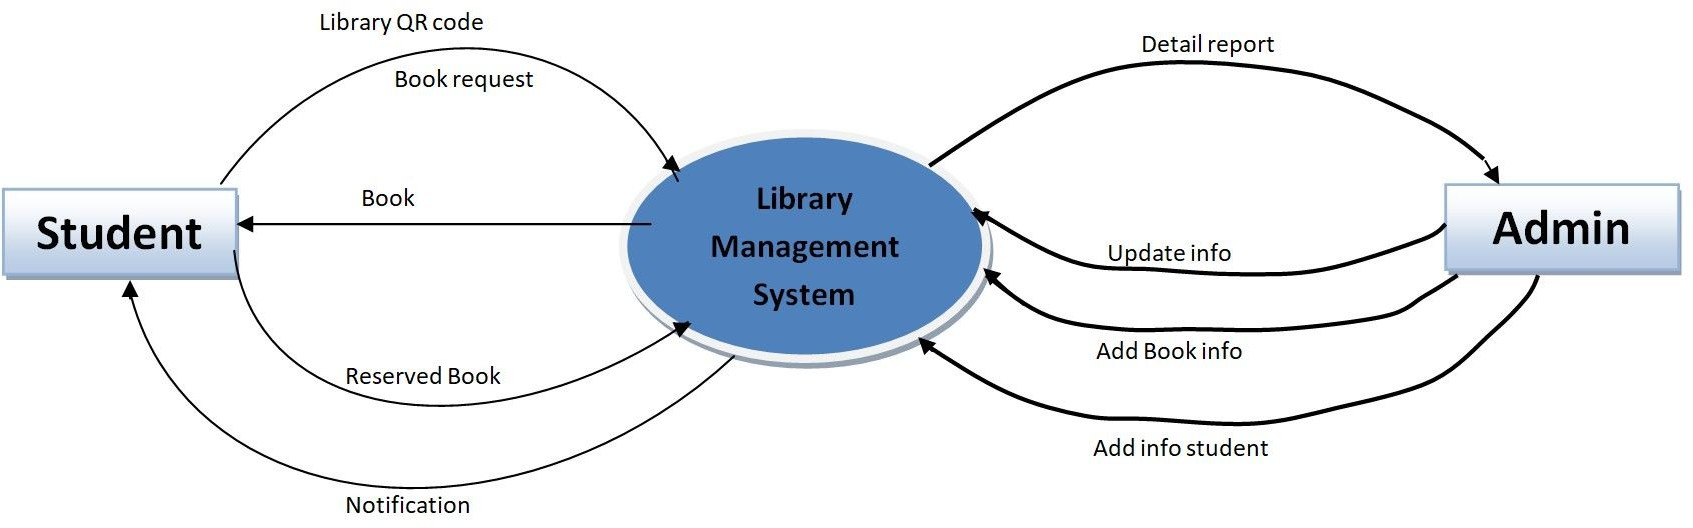 Library QR code
Book request
Detail report
Book
Library
Management
System
Student
Admin
Update info
Add Book info
Reserved Book
Add info student
Notification